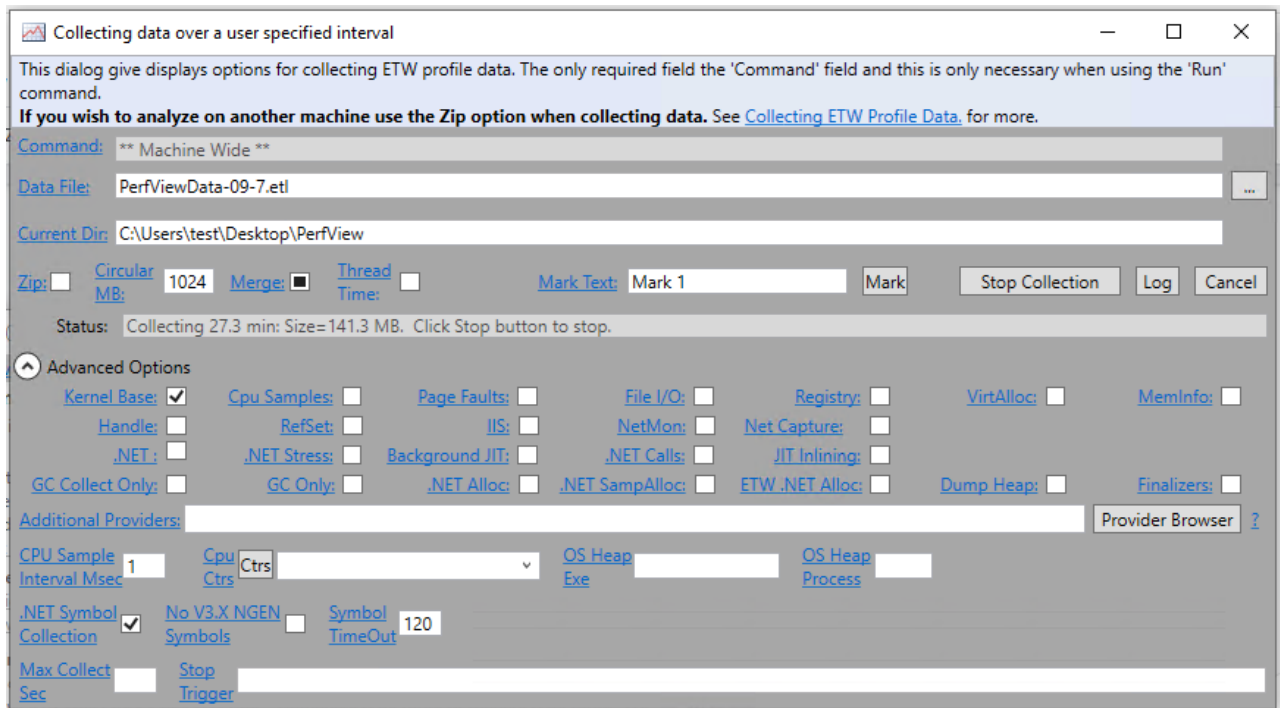 Collecting data over a user specified interval
This dialog give displays options for collecting ETW profile data. The only required field the 'Command' field and this is only necessary when using the 'Run'
command.
If you wish to analyze on another machine use the Zip option when collecting data. See Collecting ETW Profile Data. for more.
Command: ** Machine Wide **
Data File: PerfViewData-09-7.etl ...
Current Dir: C:\Users\test\Desktop\PerfView
Zip: Circular MB: 1024 Merge: Thread Time: Mark Text: Mark 1 Mark Stop Collection Log Cancel
Status: Collecting 27.3 min: Size=141.3 MB. Click Stop button to stop.
Advanced Options
Kernel Base: Cpu Samples: Page Faults: File I/O: Registry: VirtAlloc: MemInfo:
Handle: RefSet: IIS: NetMon: Net Capture:
.NET : .NET Stress: Background JIT: .NET Calls: JIT Inlining:
GC Collect Only: GC Only: .NET Alloc: .NET SampAlloc: ETW .NET Alloc: Dump Heap: Finalizers:
Additional Providers: Provider Browser ?
CPU Sample Interval Msec 1 Cpu Ctrs Ctrs OS Heap Exe OS Heap Process
.NET Symbol Collection No V3.X NGEN Symbols Symbol TimeOut 120
Max Collect Sec Stop Trigger